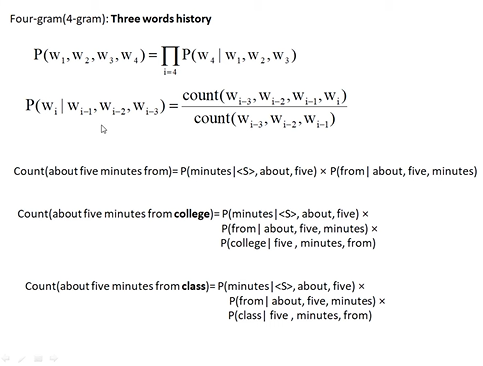 Four-gram(4-gram): Three words history
P(w₁,w₂,w₃,w₄)=∏P(w₄|w₁,w₂,w₃)
i=4
P(wᵢ|wᵢ₋₁,wᵢ₋₂,wᵢ₋₃)=count(wᵢ₋₃,wᵢ₋₂,wᵢ₋₁,wᵢ)
count(wᵢ₋₃,wᵢ₋₂,wᵢ₋₁)
Count(about five minutes from)= P(minutes|<S>, about, five) × P(from| about, five, minutes)
Count(about five minutes from college)= P(minutes|<S>, about, five) ×
P(from| about, five, minutes) ×
P(college| five , minutes, from)
Count(about five minutes from class)= P(minutes|<S>, about, five) ×
P(from| about, five, minutes) ×
P(class| five , minutes, from)